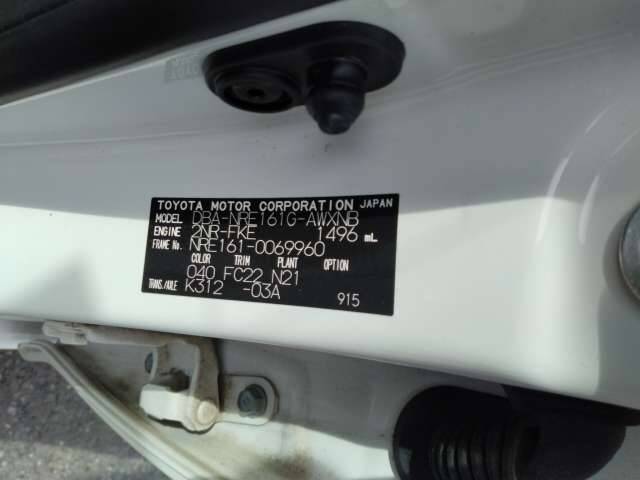 TOYOTA MOTOR CORPORATION JAPAN
MODEL DBA-NRE161G-AWXNB
ENGINE 2NR-FKE 1496 mL
FRAME No. NRE161-0069960
COLOR TRIM PLANT OPTION
040 FC22 N21
TRANS./AXLE K312 -03A
915